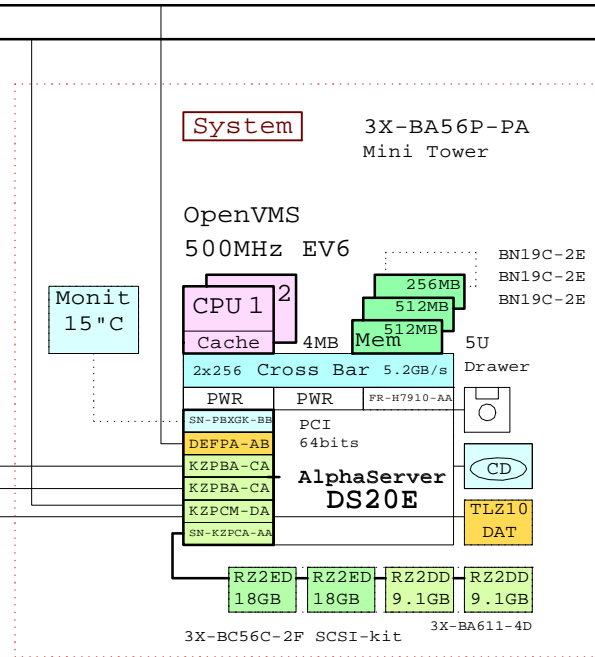 System
3X-BA56P-PA
Mini Tower
OpenVMS
500MHz EV6
BN19C-2E
BN19C-2E
BN19C-2E
256MB
512MB
512MB
Mem
Monit
15"C
CPU 1
2
Cache
4MB
5U
Drawer
2x256 Cross Bar 5.2GB/s
PWR
PWR
FR-H7910-AA
SN-PBXGK-BB
PCI
64bits
DEFPA-AB
KZPBA-CA
KZPBA-CA
KZPCM-DA
SN-KZPCA-AA
AlphaServer
DS20E
CD
TLZ10
DAT
RZ2ED
18GB
RZ2ED
18GB
RZ2DD
9.1GB
RZ2DD
9.1GB
3X-BC56C-2F SCSI-kit
3X-BA611-4D